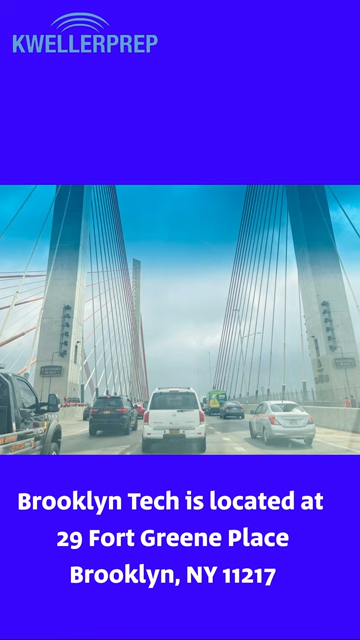 KWELLERPREP
Brooklyn Tech is located at
29 Fort Greene Place
Brooklyn, NY 11217